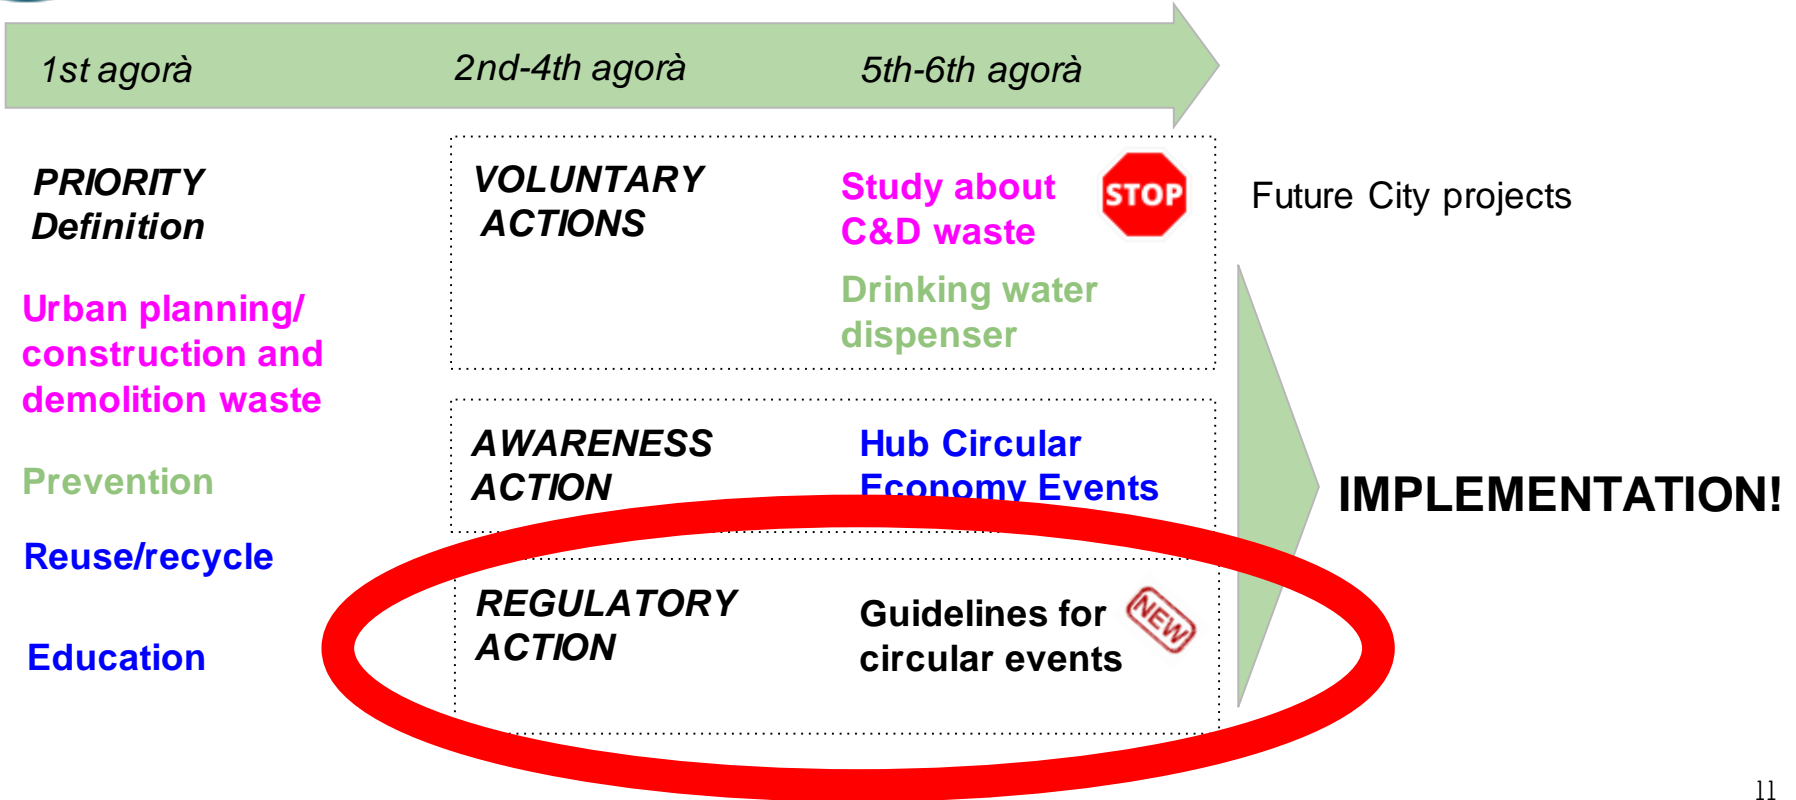 1st agorà
2nd-4th agorà
5th-6th agorà
PRIORITY
Definition
Urban planning/
construction and
demolition waste
Prevention
Reuse/recycle
Education
VOLUNTARY
ACTIONS
Study about
C&D waste
STOP
Drinking water
dispenser
Future City projects
AWARENESS
ACTION
Hub Circular
Economy Events
REGULATORY
ACTION
Guidelines for
circular events
NEW
IMPLEMENTATION!
11